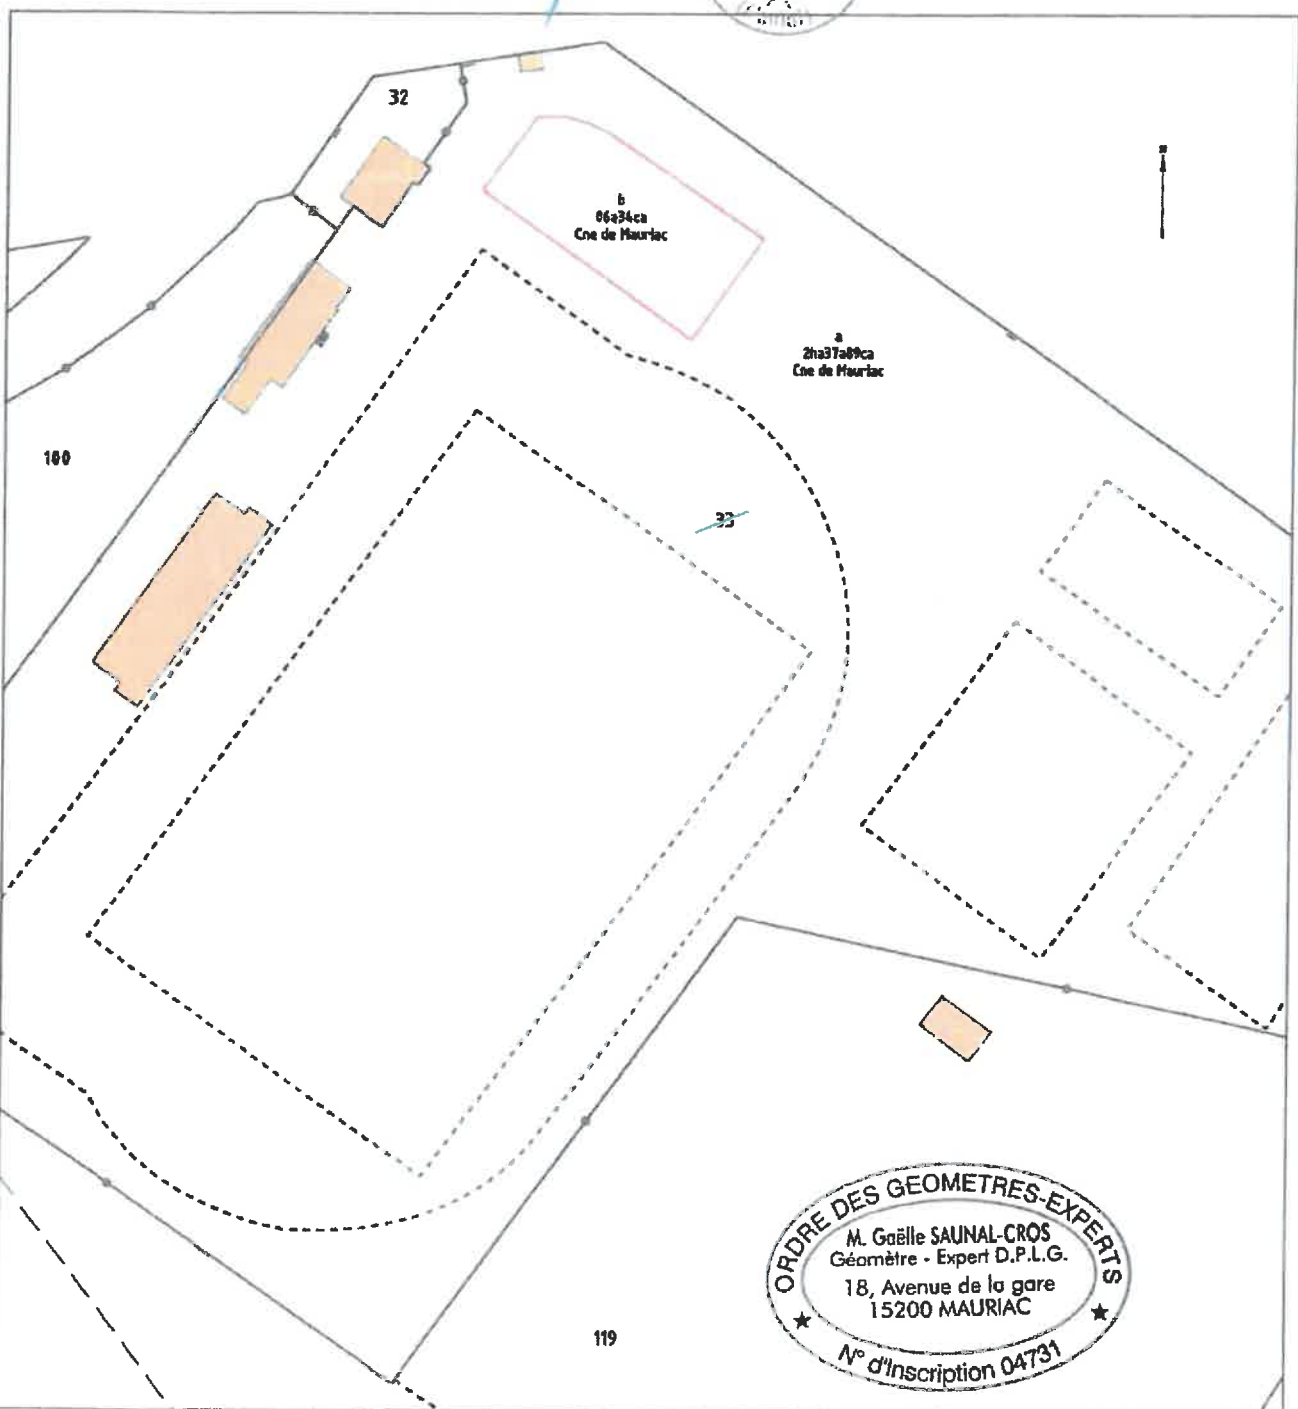 32
b
06a34ca
Cne de Mauriac
a
2ha37a89ca
Cne de Mauriac
100
33
119
ORDRE DES GEOMETRES-EXPERTS
M. Gaëlle SAUNAL-CROS
Géomètre - Expert D.P.L.G.
18, Avenue de la gare
15200 MAURIAC
★ N° d'Inscription 04731 ★